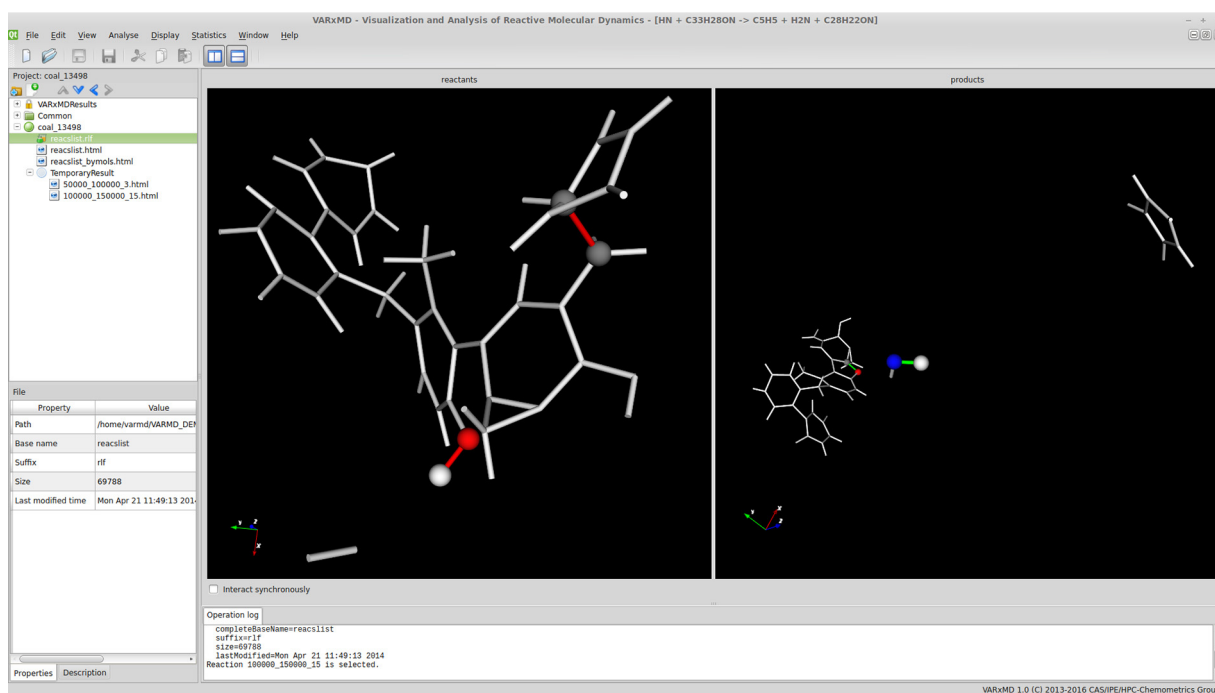 VARxMD - Visualization and Analysis of Reactive Molecular Dynamics - [HN + C33H28ON -> C5H5 + H2N + C28H22ON]
File Edit View Analyse Display Statistics Window Help
Project: coal_13498
VARxMDResults
Common
coal_13498
reacslist.rlf
reacslist.html
reacslist_bymols.html
TemporaryResult
50000_100000_3.html
100000_150000_15.html
reactants
products
File
Property Value
Path /home/varmd/VARMD_DEM
Base name reacslist
Suffix rlf
Size 69788
Last modified time Mon Apr 21 11:49:13 201
Properties Description
Y Z
X
Y X
Z
Interact synchronously
Operation log
completeBaseName=reacslist
suffix=rlf
size=69788
lastModified=Mon Apr 21 11:49:13 2014
Reaction 100000_150000_15 is selected.
VARxMD 1.0 (C) 2013-2016 CAS/IPE/HPC-Chemometrics Grou